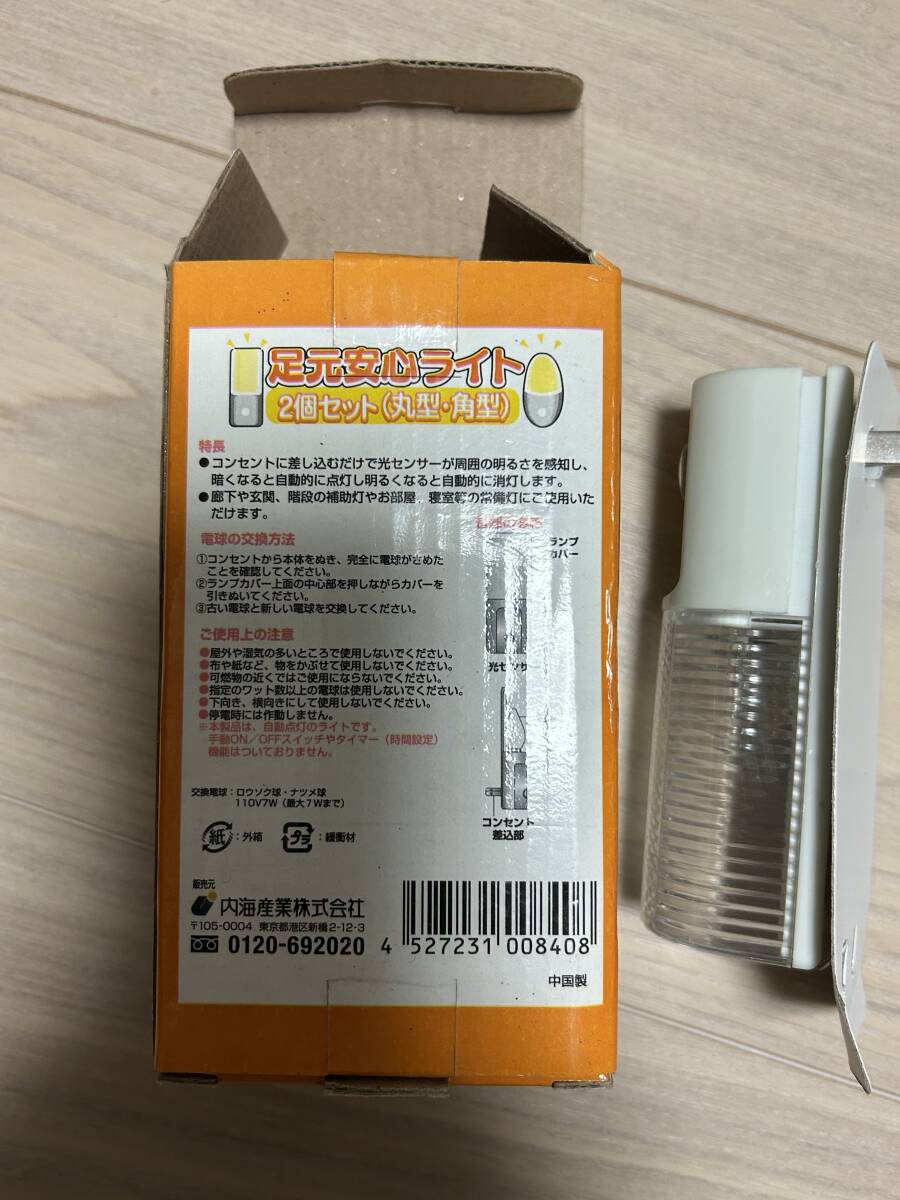 足元安心ライト
2個セット(丸型・角型)
特長
●コンセントに差し込むだけで光センサーが周囲の明るさを感知し、
暗くなると自動的に点灯し明るくなると自動的に消灯します。
●廊下や玄関、階段の補助灯やお部屋、寝室等の常備灯にご使用いた
だけます。
電球の交換方法
①コンセントから本体をぬき、完全に電球がさめた
ことを確認してください。
②ランプカバー上面の中心部を押しながらカバーを
引きぬいてください。
③古い電球と新しい電球を交換してください。
ご使用上の注意
●屋外や湿気の多いところで使用しないでください。
●布や紙など、物をかぶせて使用しないでください。
●可燃物の近くではご使用にならないでください。
●指定のワット数以上の電球は使用しないでください。
●下向き、横向きにして使用しないでください。
●停電時には作動しません。
※本製品は、自動点灯のライトです。
手動ON/OFFスイッチやタイマー(時間設定)
機能はついておりません。
各部の名称
ランプ
カバー
光センサー
コンセント
差込部
交換電球:ロウソク球・ナツメ球
110V7W(最大7Wまで)
紙:外箱
プラ:緩衝材
販売元
内海産業株式会社
〒105-0004 東京都港区新橋2-12-3
0120-692020
4 527231 008408
中国製